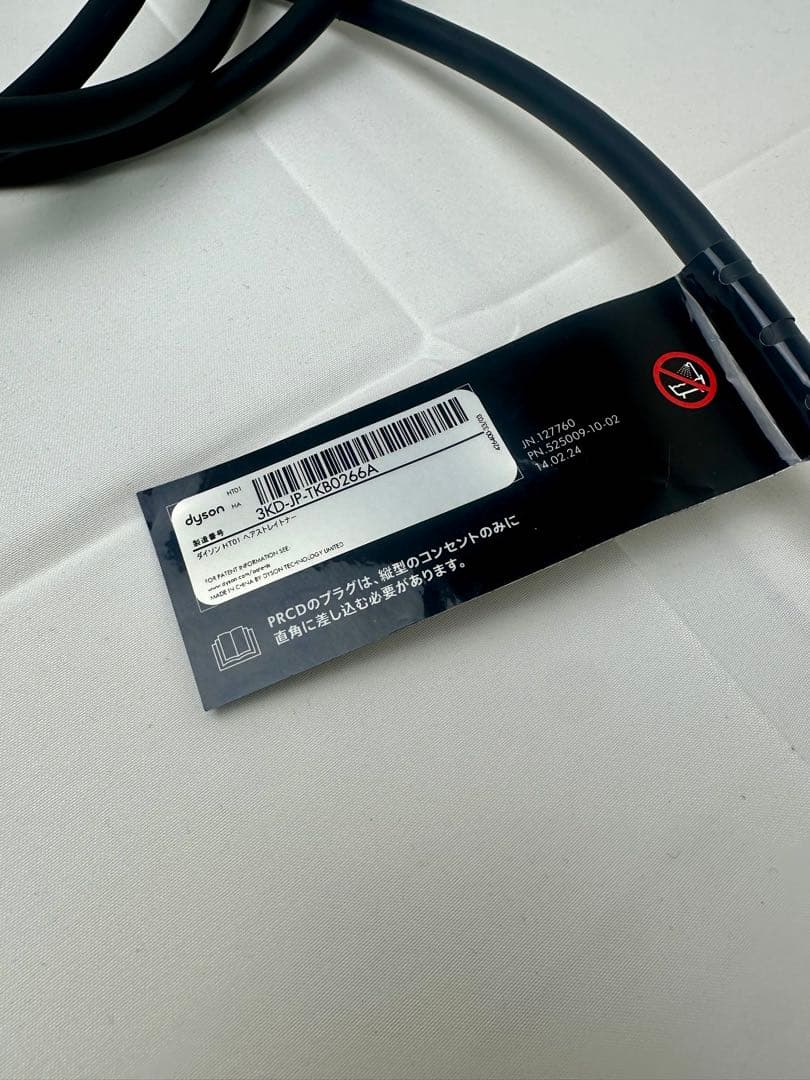 dyson HT01
HA
426400-33/03
製造番号 3KD-JP-TKB0266A
ダイソン HT01 ヘアストレイトナー
FOR PATENT INFORMATION SEE:
MADE IN CHINA BY DYSON TECHNOLOGY LIMITED
JN.127760
PN.525009-10-02
14.02.24
PRCDのプラグは、縦型のコンセントのみに
直角に差し込む必要があります。